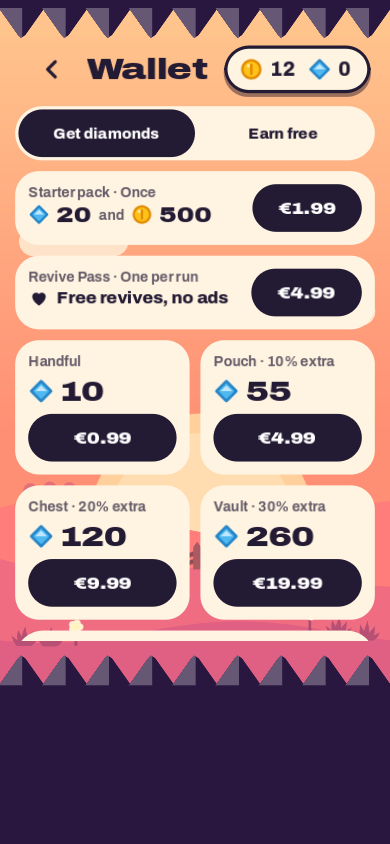 Wallet 12 0
Get diamonds Earn free
Starter pack · Once
20 and 500 €1.99
Revive Pass · One per run
Free revives, no ads €4.99
Handful
10
€0.99
Pouch · 10% extra
55
€4.99
Chest · 20% extra
120
€9.99
Vault · 30% extra
260
€19.99